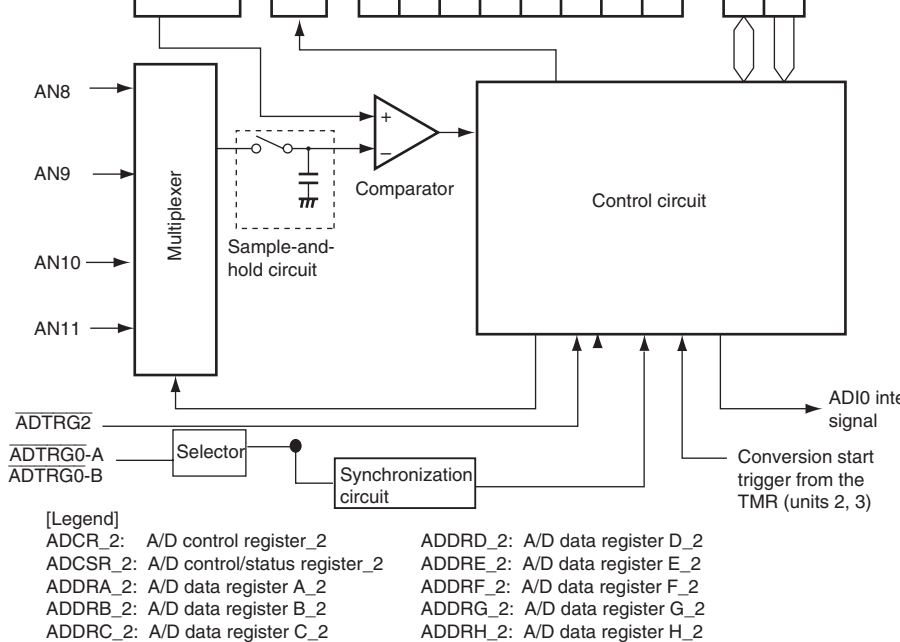 AN8
AN9
AN10
AN11
Multiplexer
+
−
Comparator
Sample-and-
hold circuit
Control circuit
ADTRG2
ADTRG0-A
ADTRG0-B
Selector
Synchronization
circuit
ADI0
signal
Conversion start
trigger from the
TMR (units 2, 3)
[Legend]
ADCR_2: A/D control register_2
ADCSR_2: A/D control/status register_2
ADDRA_2: A/D data register A_2
ADDRB_2: A/D data register B_2
ADDRC_2: A/D data register C_2
ADDRD_2: A/D data register D_2
ADDRE_2: A/D data register E_2
ADDRF_2: A/D data register F_2
ADDRG_2: A/D data register G_2
ADDRH_2: A/D data register H_2